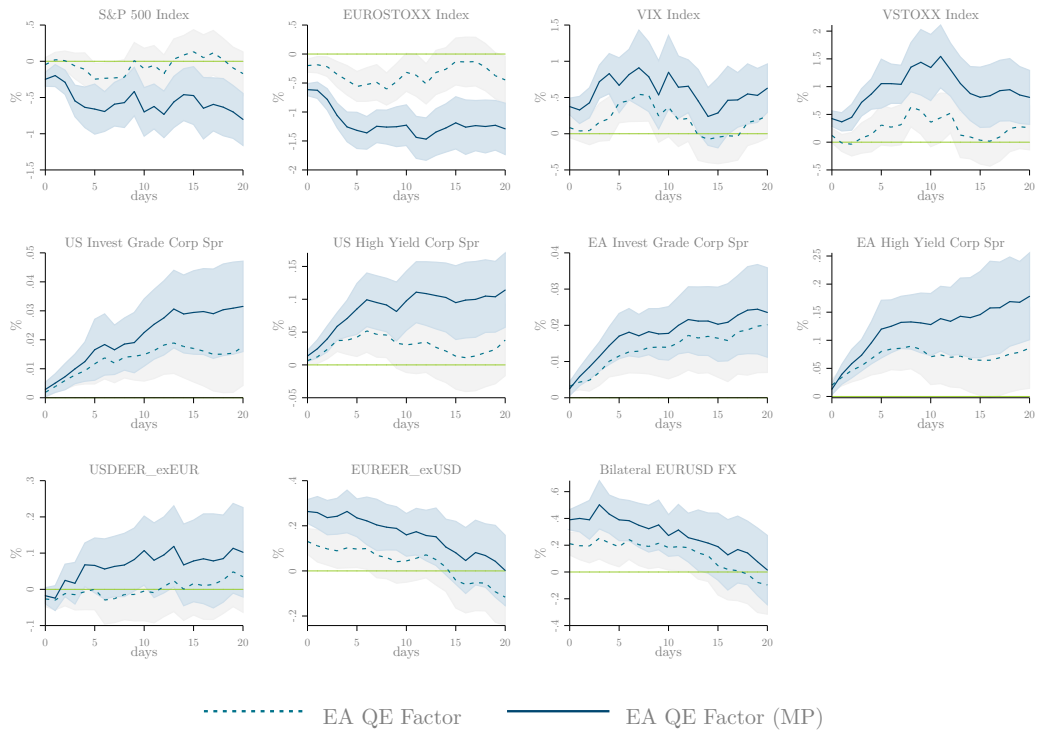 S&P 500 Index
EUROSTOXX Index
VIX Index
VSTOXX Index
%
.5
0
-.5
-1
-1.5
0 5 10 15 20
days
%
.5
0
-.5
-1
-1.5
-2
0 5 10 15 20
days
%
1.5
1
.5
0
-.5
0 5 10 15 20
days
%
2
1.5
1
.5
0
-.5
0 5 10 15 20
days
US Invest Grade Corp Spr
US High Yield Corp Spr
EA Invest Grade Corp Spr
EA High Yield Corp Spr
%
.05
.04
.03
.02
.01
0
0 5 10 15 20
days
%
.15
.1
.05
0
-.05
0 5 10 15 20
days
%
.04
.03
.02
.01
0
0 5 10 15 20
days
%
.25
.2
.15
.1
.05
0
0 5 10 15 20
days
USDEER_exEUR
EUREER_exUSD
Bilateral EURUSD FX
%
.3
.2
.1
0
-.1
0 5 10 15 20
days
%
.4
.2
0
-.2
0 5 10 15 20
days
%
.6
.4
.2
0
-.2
-.4
0 5 10 15 20
days
EA QE Factor
EA QE Factor (MP)